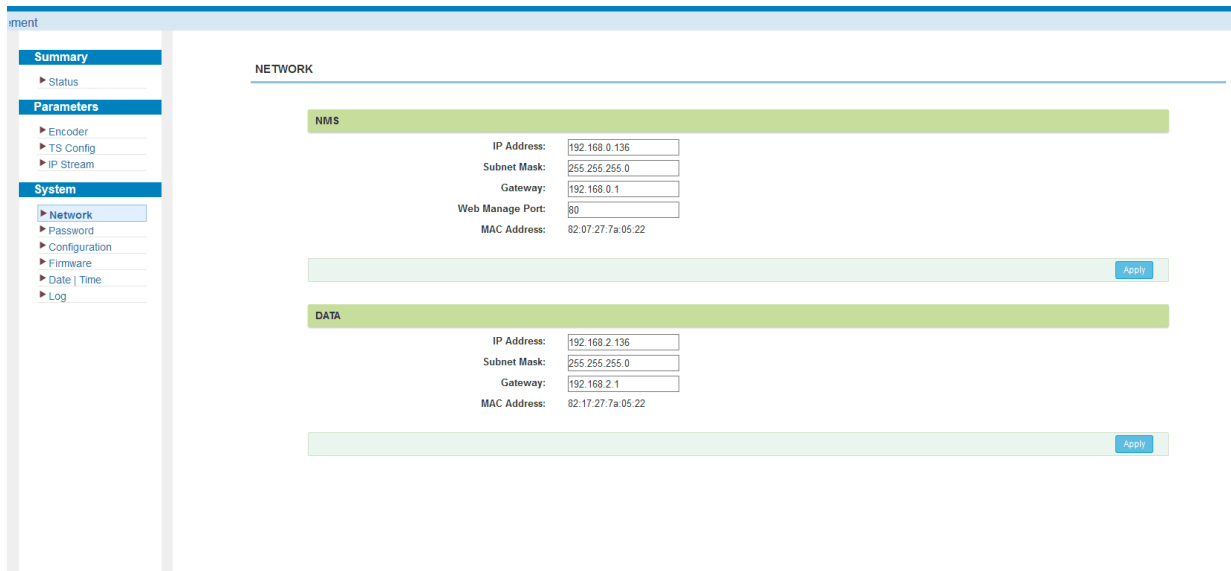 ement
Summary
Status
Parameters
Encoder
TS Config
IP Stream
System
Network
Password
Configuration
Firmware
Date | Time
Log
NETWORK
NMS
IP Address: 192.168.0.136
Subnet Mask: 255.255.255.0
Gateway: 192.168.0.1
Web Manage Port: 80
MAC Address: 82:07:27:7a:05:22
Apply
DATA
IP Address: 192.168.2.136
Subnet Mask: 255.255.255.0
Gateway: 192.168.2.1
MAC Address: 82:17:27:7a:05:22
Apply